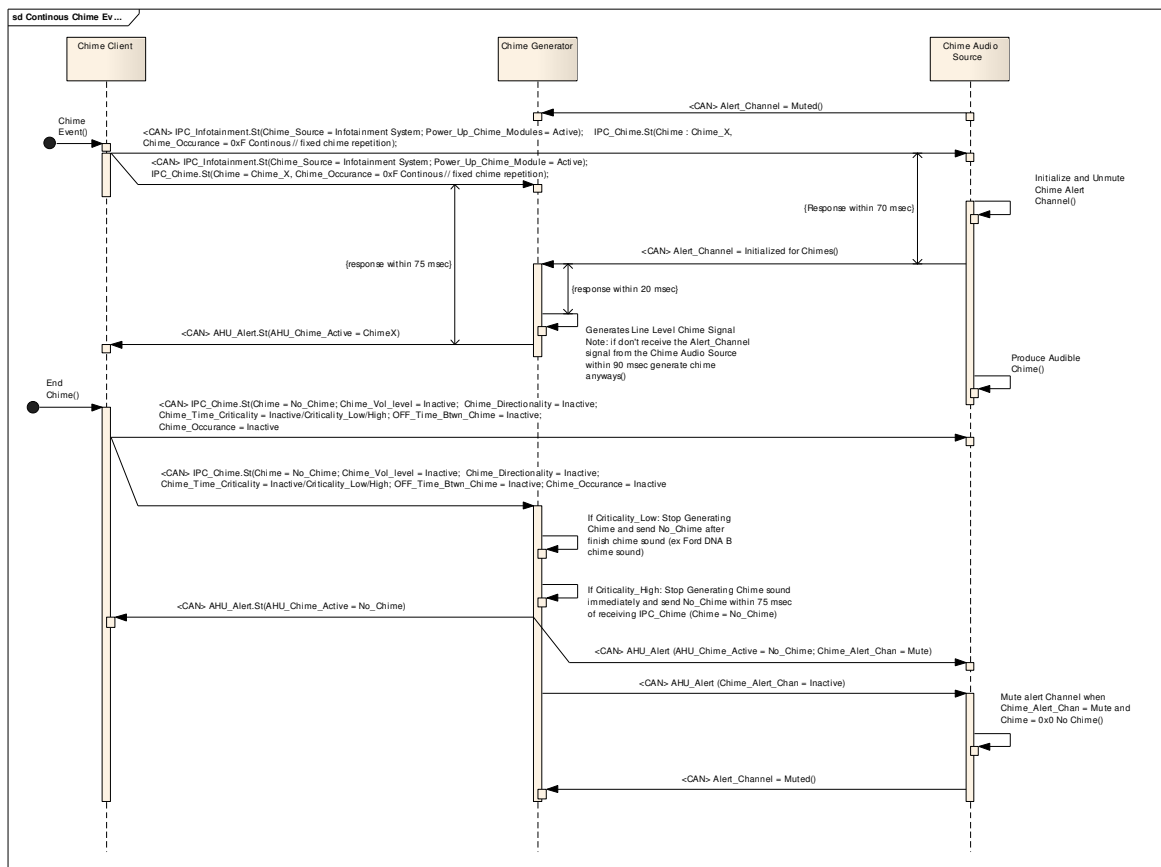 sd Continous Chime Ev...
Chime Client
Chime Generator
Chime Audio
Source
<CAN> Alert_Channel = Muted()
Chime
Event()
<CAN> IPC_Infotainment.St(Chime_Source = Infotainment System; Power_Up_Chime_Modules = Active);    IPC_Chime.St(Chime : Chime_X,
Chime_Occurance = 0xF Continous // fixed chime repetition);
<CAN> IPC_Infotainment.St(Chime_Source = Infotainment System; Power_Up_Chime_Module = Active);
IPC_Chime.St(Chime = Chime_X, Chime_Occurance = 0xF Continous // fixed chime repetition);
Initialize and Unmute
Chime Alert
Channel()
{Response within 70 msec}
<CAN> Alert_Channel = Initialized for Chimes()
{response within 75 msec}
{response within 20 msec}
<CAN> AHU_Alert.St(AHU_Chime_Active = ChimeX)
Generates Line Level Chime Signal
Note: if don't receive the Alert_Channel
signal from the Chime Audio Source
within 90 msec generate chime
anyways()
Produce Audible
Chime()
End
Chime()
<CAN> IPC_Chime.St(Chime = No_Chime; Chime_Vol_level = Inactive;  Chime_Directionality = Inactive;
Chime_Time_Criticality = Inactive/Criticality_Low/High; OFF_Time_Btwn_Chime = Inactive;
Chime_Occurance = Inactive
<CAN> IPC_Chime.St(Chime = No_Chime; Chime_Vol_level = Inactive;  Chime_Directionality = Inactive;
Chime_Time_Criticality = Inactive/Criticality_Low/High; OFF_Time_Btwn_Chime = Inactive; Chime_Occurance = Inactive
If Criticality_Low: Stop Generating
Chime and send No_Chime after
finish chime sound (ex Ford DNA B
chime sound)
If Criticality_High: Stop Generating Chime sound
immediately and send No_Chime within 75 msec
of receiving IPC_Chime (Chime = No_Chime)
<CAN> AHU_Alert.St(AHU_Chime_Active = No_Chime)
<CAN> AHU_Alert (AHU_Chime_Active = No_Chime; Chime_Alert_Chan = Mute)
<CAN> AHU_Alert (Chime_Alert_Chan = Inactive)
Mute alert Channel when
Chime_Alert_Chan = Mute and
Chime = 0x0 No Chime()
<CAN> Alert_Channel = Muted()